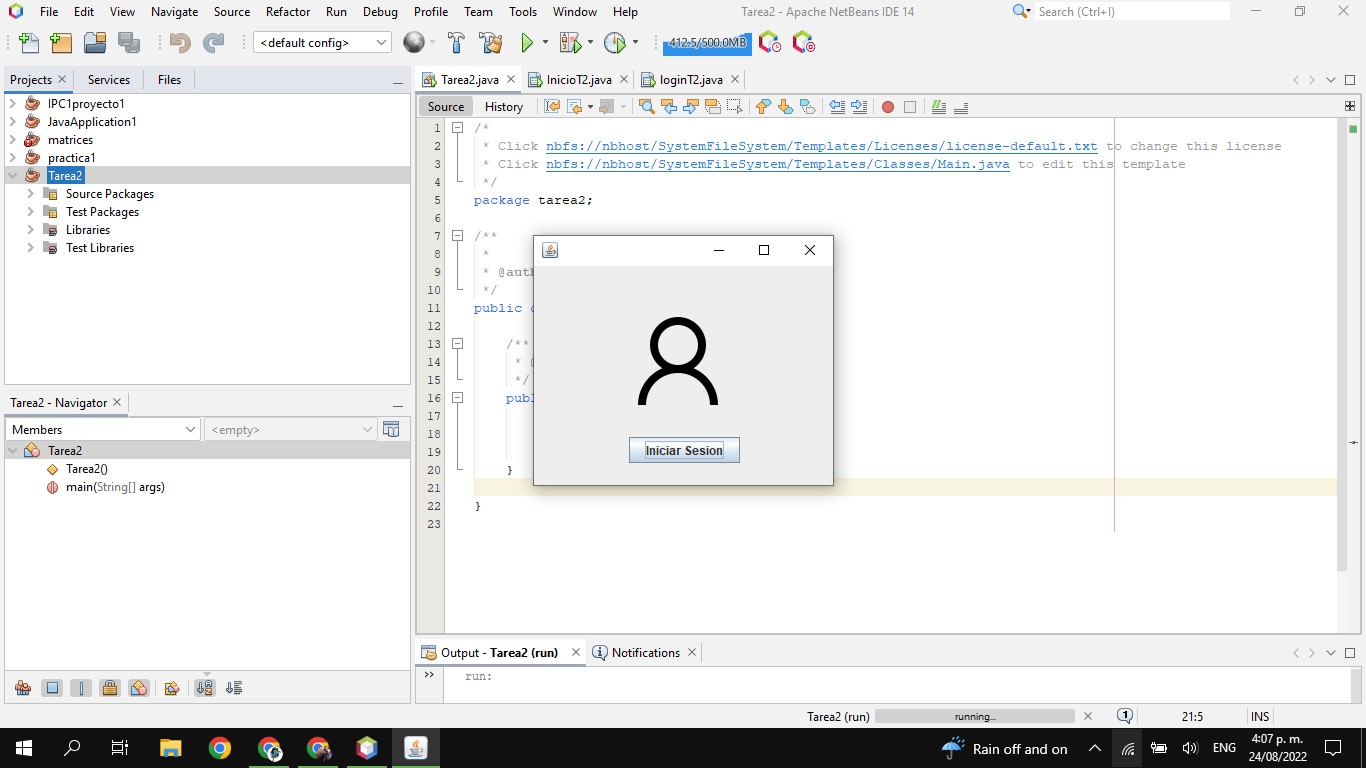 File Edit View Navigate Source Refactor Run Debug Profile Team Tools Window Help Tarea2 - Apache NetBeans IDE 14 Search (Ctrl+I)
<default config> 412.5/500.0MB
Projects Services Files
IPC1proyecto1
JavaApplication1
matrices
practica1
Tarea2
Source Packages
Test Packages
Libraries
Test Libraries
Tarea2 - Navigator
Members <empty>
Tarea2
Tarea2()
main(String[] args)
Tarea2.java InicioT2.java loginT2.java
Source History
1 /*
2 * Click nbfs://nbhost/SystemFileSystem/Templates/Licenses/license-default.txt to change this license
3 * Click nbfs://nbhost/SystemFileSystem/Templates/Classes/Main.java to edit this template
4 */
5 package tarea2;
6
7 /**
8 *
9 * @auth
10 */
11 public
12
13 /**
14 *
15 */
16 publ
17
18
19
20 }
21
22 }
23
Iniciar Sesion
Output - Tarea2 (run) Notifications
run:
Tarea2 (run) running... 1 21:5 INS
Rain off and on ENG 4:07 p. m.
24/08/2022